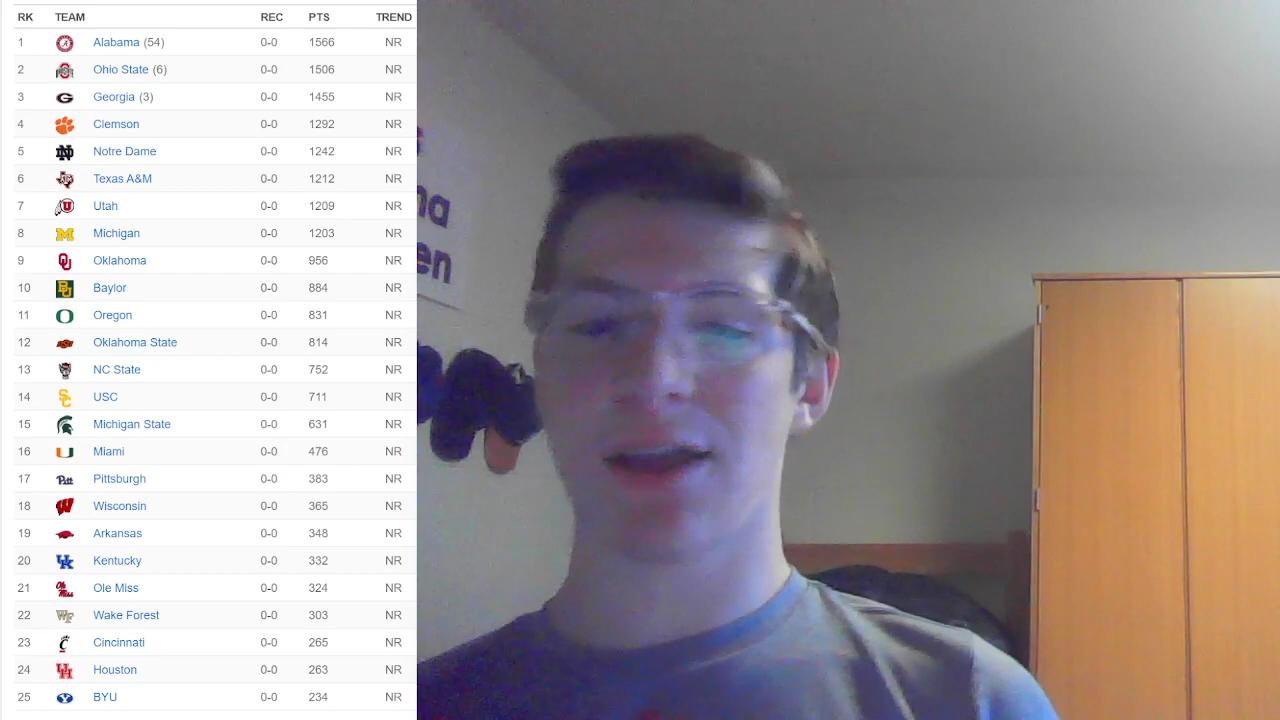 RK TEAM REC PTS TREND
1 Alabama (54) 0-0 1566 NR
2 Ohio State (6) 0-0 1506 NR
3 Georgia (3) 0-0 1455 NR
4 Clemson 0-0 1292 NR
5 Notre Dame 0-0 1242 NR
6 Texas A&M 0-0 1212 NR
7 Utah 0-0 1209 NR
8 Michigan 0-0 1203 NR
9 Oklahoma 0-0 956 NR
10 Baylor 0-0 884 NR
11 Oregon 0-0 831 NR
12 Oklahoma State 0-0 814 NR
13 NC State 0-0 752 NR
14 USC 0-0 711 NR
15 Michigan State 0-0 631 NR
16 Miami 0-0 476 NR
17 Pittsburgh 0-0 383 NR
18 Wisconsin 0-0 365 NR
19 Arkansas 0-0 348 NR
20 Kentucky 0-0 332 NR
21 Ole Miss 0-0 324 NR
22 Wake Forest 0-0 303 NR
23 Cincinnati 0-0 265 NR
24 Houston 0-0 263 NR
25 BYU 0-0 234 NR
na
en